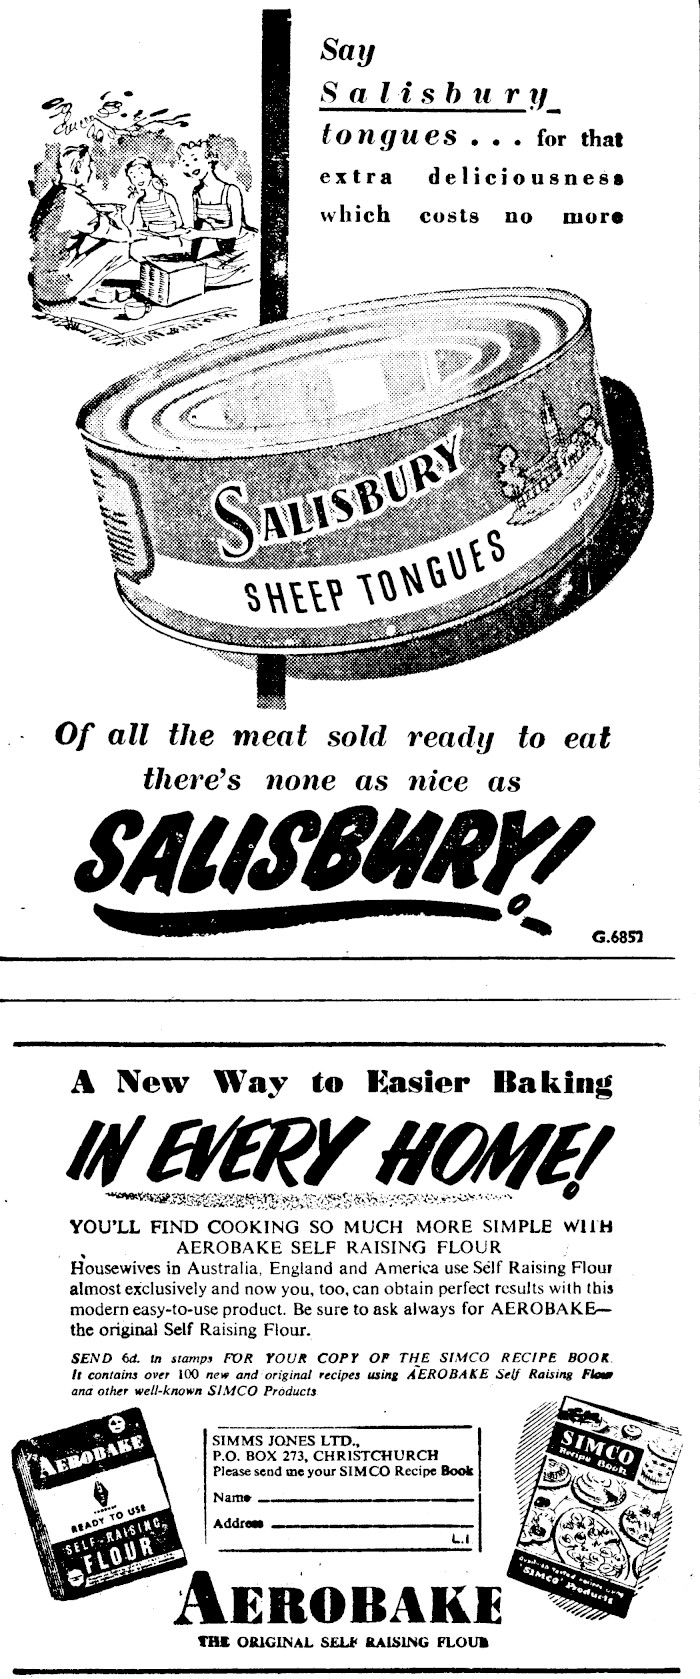 Say
Salisbury
tongues . . . for that
extra deliciousness
which costs no more
SALISBURY
SHEEP TONGUES
Of all the meat sold ready to eat
there's none as nice as
SALISBURY!
G.6852
A New Way to Easier Baking
IN EVERY HOME!
YOU'LL FIND COOKING SO MUCH MORE SIMPLE WITH
AEROBAKE SELF RAISING FLOUR
Housewives in Australia, England and America use Self Raising Flour
almost exclusively and now you, too, can obtain perfect results with this
modern easy-to-use product. Be sure to ask always for AEROBAKE—
the original Self Raising Flour.
SEND 6d. in stamps FOR YOUR COPY OF THE SIMCO RECIPE BOOK.
It contains over 100 new and original recipes using AEROBAKE Self Raising Flour
and other well-known SIMCO Products
AEROBAKE
READY TO USE
SELF-RAISING
FLOUR
SIMMS JONES LTD.,
P.O. BOX 273, CHRISTCHURCH
Please send me your SIMCO Recipe Book
Name
Address
L.1
SIMCO
Recipe Book
"SIMCO" Products
AEROBAKE
THE ORIGINAL SELF RAISING FLOUR